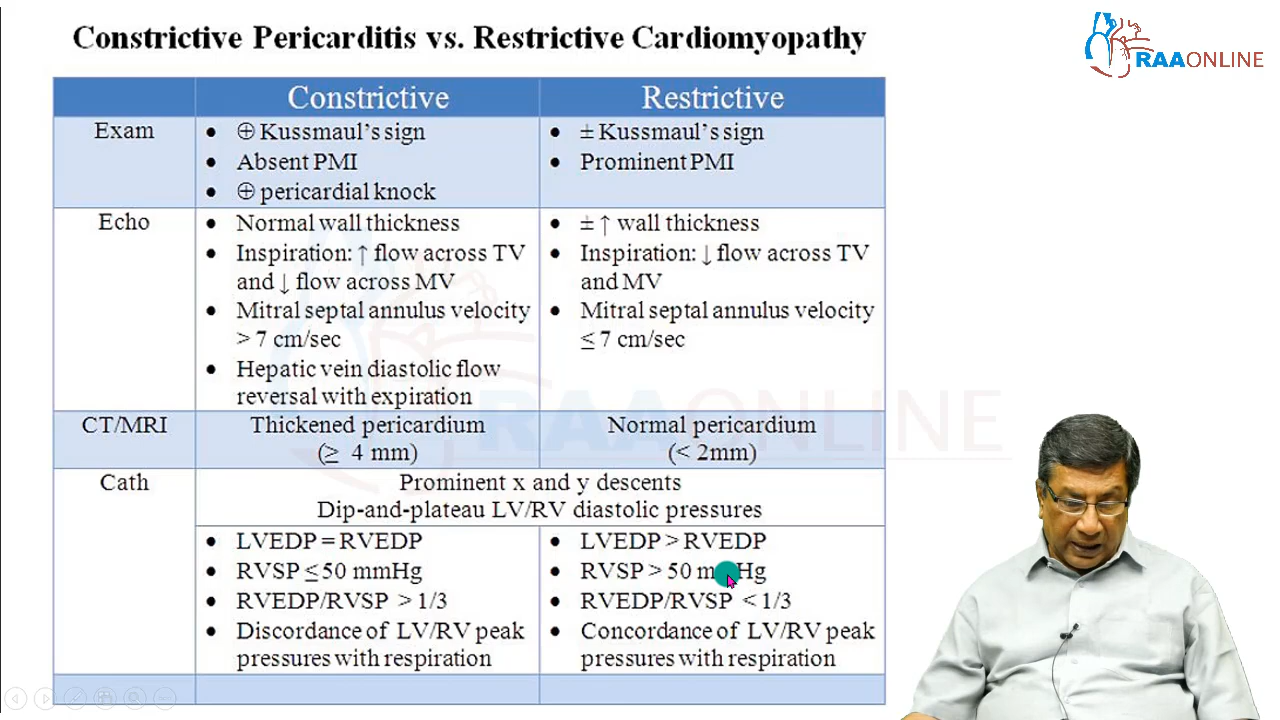 Constrictive Pericarditis vs. Restrictive Cardiomyopathy
RAAONLINE
Constrictive
Restrictive
Exam
• ⊕ Kussmaul's sign
• Absent PMI
• ⊕ pericardial knock
• ± Kussmaul's sign
• Prominent PMI
Echo
• Normal wall thickness
• Inspiration: ↑ flow across TV
and ↓ flow across MV
• Mitral septal annulus velocity
> 7 cm/sec
• Hepatic vein diastolic flow
reversal with expiration
• ± ↑ wall thickness
• Inspiration: ↓ flow across TV
and MV
• Mitral septal annulus velocity
≤ 7 cm/sec
RAAONLINE
CT/MRI
Thickened pericardium
(≥ 4 mm)
Normal pericardium
(< 2mm)
Cath
Prominent x and y descents
Dip-and-plateau LV/RV diastolic pressures
• LVEDP = RVEDP
• RVSP ≤ 50 mmHg
• RVEDP/RVSP > 1/3
• Discordance of LV/RV peak
pressures with respiration
• LVEDP > RVEDP
• RVSP > 50 mmHg
• RVEDP/RVSP < 1/3
• Concordance of LV/RV peak
pressures with respiration